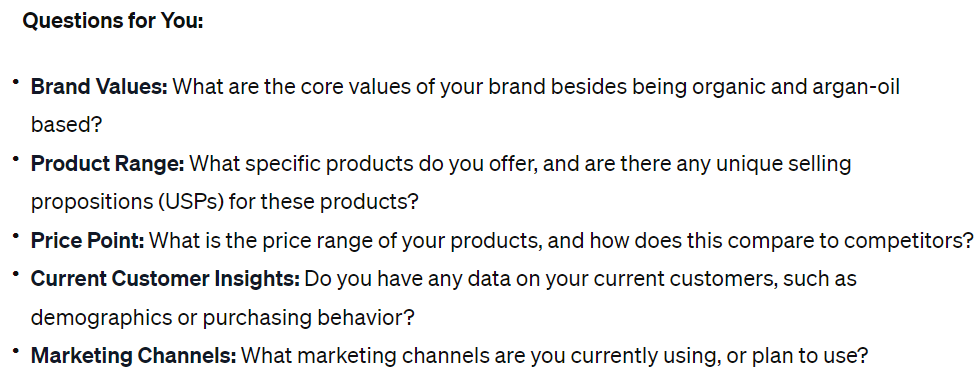 Questions for You:
• Brand Values: What are the core values of your brand besides being organic and argan-oil
based?
• Product Range: What specific products do you offer, and are there any unique selling
propositions (USPs) for these products?
• Price Point: What is the price range of your products, and how does this compare to competitors?
• Current Customer Insights: Do you have any data on your current customers, such as
demographics or purchasing behavior?
• Marketing Channels: What marketing channels are you currently using, or plan to use?